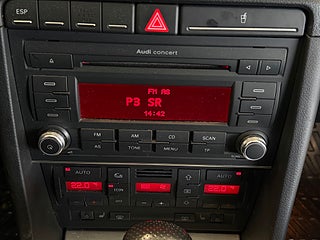 ESP
Audi concert
FM AS
P3 SR
14:42
FM
AM
CD
SCAN
AS
TONE
MENU
TP
AUTO
AUTO
22.0
22.0